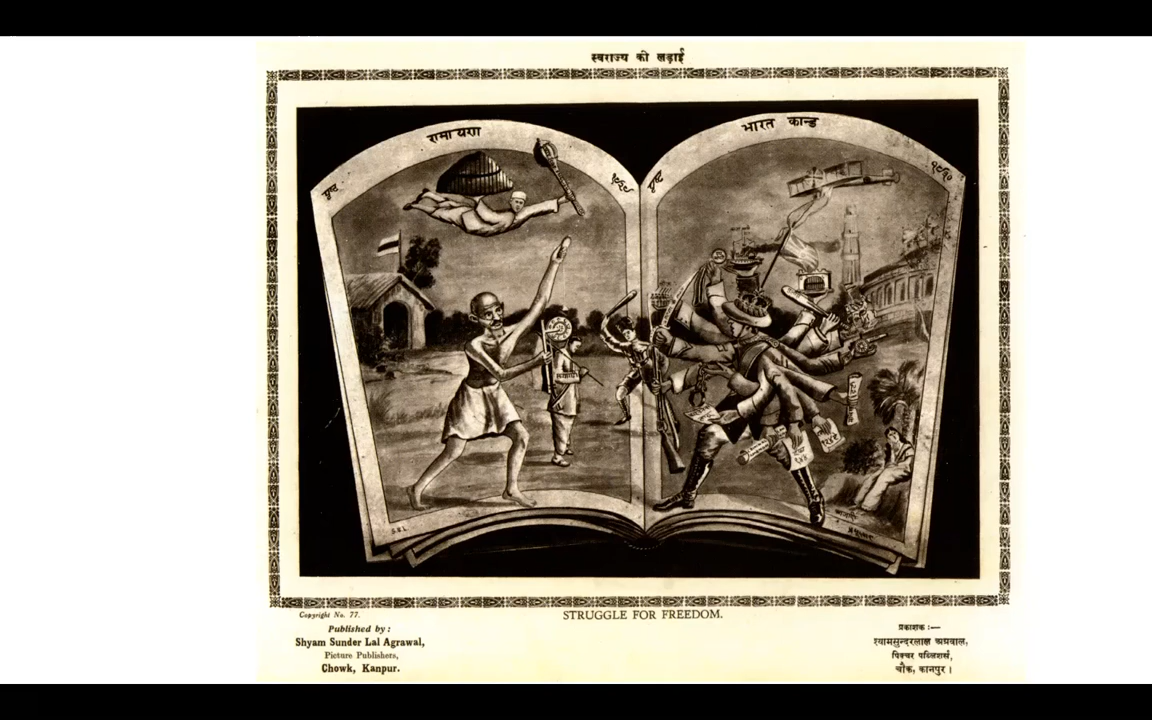 स्वराज्य की लड़ाई
रामायण
भारत कान्ड
पृष्ट
पृष्ट
१९३०
S.B.L.
STRUGGLE FOR FREEDOM.
Copyright No. 77.
Published by:
Shyam Sunder Lal Agrawal,
Picture Publishers,
Chowk, Kanpur.
प्रकाशक :—
श्यामसुन्दरलाल अग्रवाल,
पिक्चर पब्लिशर्स,
चौक, कानपुर।